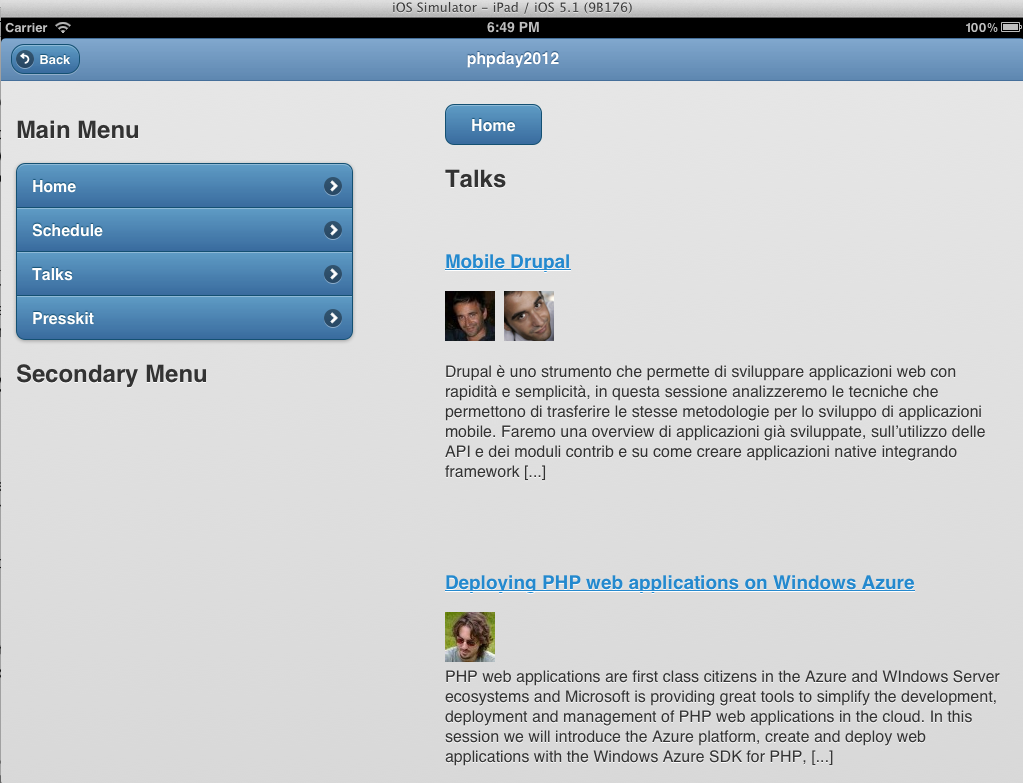 iOS Simulator - iPad / iOS 5.1 (9B176)
Carrier
6:49 PM
100%
Back
phpday2012
Main Menu
Home
Schedule
Talks
Presskit
Secondary Menu
Home
Talks
Mobile Drupal
Drupal è uno strumento che permette di sviluppare applicazioni web con
rapidità e semplicità, in questa sessione analizzeremo le tecniche che
permettono di trasferire le stesse metodologie per lo sviluppo di applicazioni
mobile. Faremo una overview di applicazioni già sviluppate, sull'utilizzo delle
API e dei moduli contrib e su come creare applicazioni native integrando
framework [...]
Deploying PHP web applications on Windows Azure
PHP web applications are first class citizens in the Azure and WIndows Server
ecosystems and Microsoft is providing great tools to simplify the development,
deployment and management of PHP web applications in the cloud. In this
session we will introduce the Azure platform, create and deploy web
applications with the Windows Azure SDK for PHP, [...]